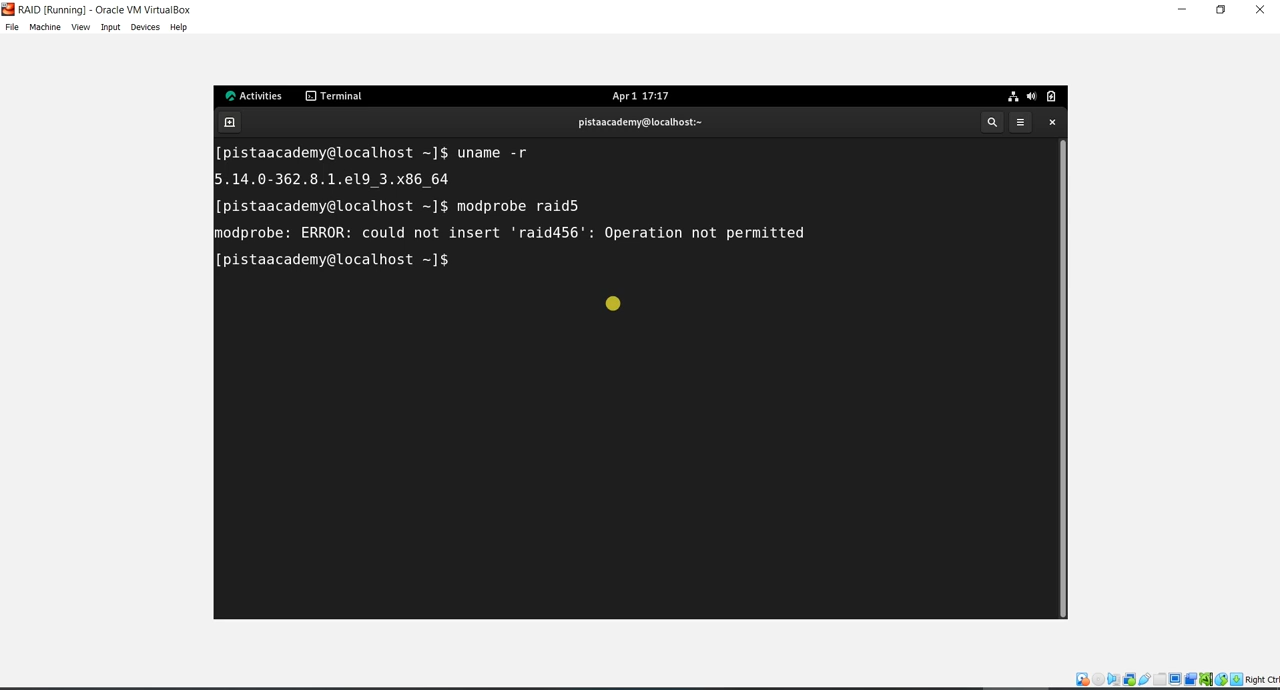 RAID [Running] - Oracle VM VirtualBox
File Machine View Input Devices Help
Activities Terminal Apr 1 17:17
pistaacademy@localhost:~
[pistaacademy@localhost ~]$ uname -r
5.14.0-362.8.1.el9_3.x86_64
[pistaacademy@localhost ~]$ modprobe raid5
modprobe: ERROR: could not insert 'raid456': Operation not permitted
[pistaacademy@localhost ~]$
Right Ctrl